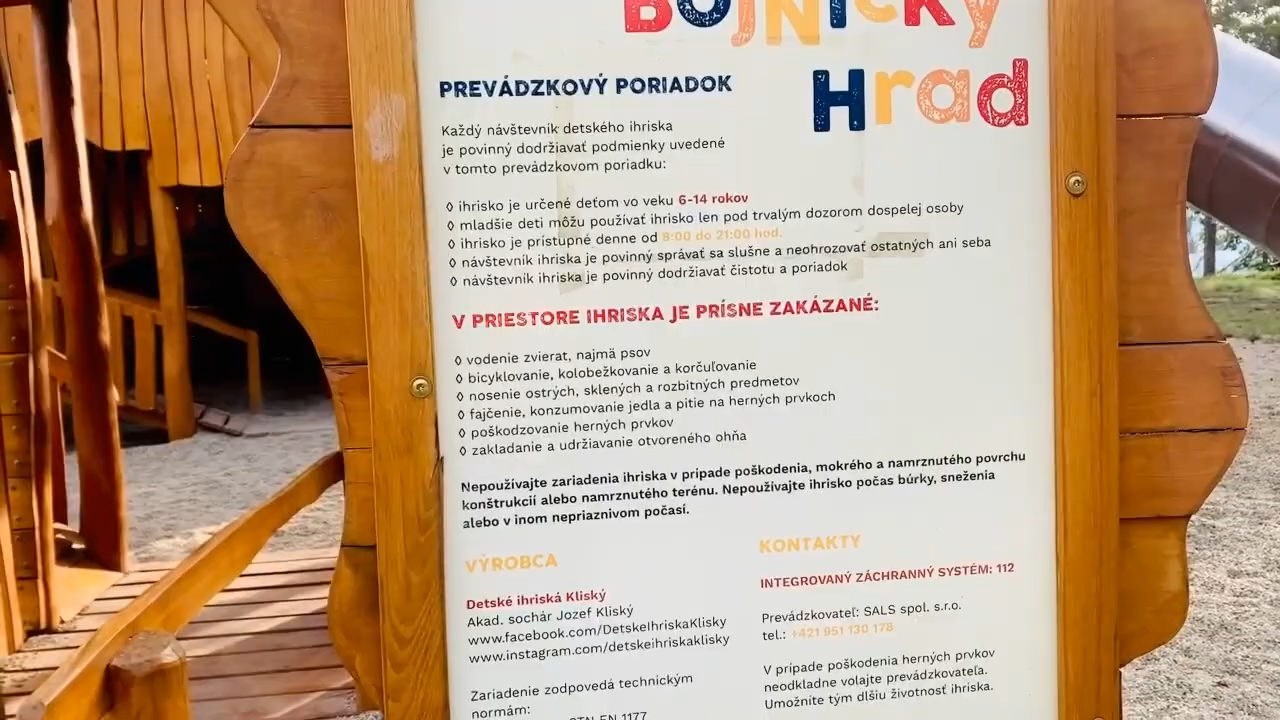 BOJNICKÝ
Hrad
PREVÁDZKOVÝ PORIADOK
Každý návštevník detského ihriska
je povinný dodržiavať podmienky uvedené
v tomto prevádzkovom poriadku:
◊ ihrisko je určené deťom vo veku 6-14 rokov
◊ mladšie deti môžu používať ihrisko len pod trvalým dozorom dospelej osoby
◊ ihrisko je prístupné denne od 8:00 do 21:00 hod.
◊ návštevník ihriska je povinný správať sa slušne a neohrozovať ostatných ani seba
◊ návštevník ihriska je povinný dodržiavať čistotu a poriadok
V PRIESTORE IHRISKA JE PRÍSNE ZAKÁZANÉ:
◊ vodenie zvierat, najmä psov
◊ bicyklovanie, kolobežkovanie a korčuľovanie
◊ nosenie ostrých, sklených a rozbitných predmetov
◊ fajčenie, konzumovanie jedla a pitie na herných prvkoch
◊ poškodzovanie herných prvkov
◊ zakladanie a udržiavanie otvoreného ohňa
Nepoužívajte zariadenia ihriska v prípade poškodenia, mokrého a namrznutého povrchu
konštrukcií alebo namrznutého terénu. Nepoužívajte ihrisko počas búrky, sneženia
alebo v inom nepriaznivom počasí.
VÝROBCA
Detské ihriská Kliský
Akad. sochár Jozef Kliský
www.facebook.com/DetskeIhriskaKlisky
www.instagram.com/detskeihriskaklisky
Zariadenie zodpovedá technickým
normám:
STN EN 1177
KONTAKTY
INTEGROVANÝ ZÁCHRANNÝ SYSTÉM: 112
Prevádzkovateľ: SALS spol. s.r.o.
tel.: +421 951 130 178
V prípade poškodenia herných prvkov
neodkladne volajte prevádzkovateľa.
Umožníte tým dlšiu životnosť ihriska.